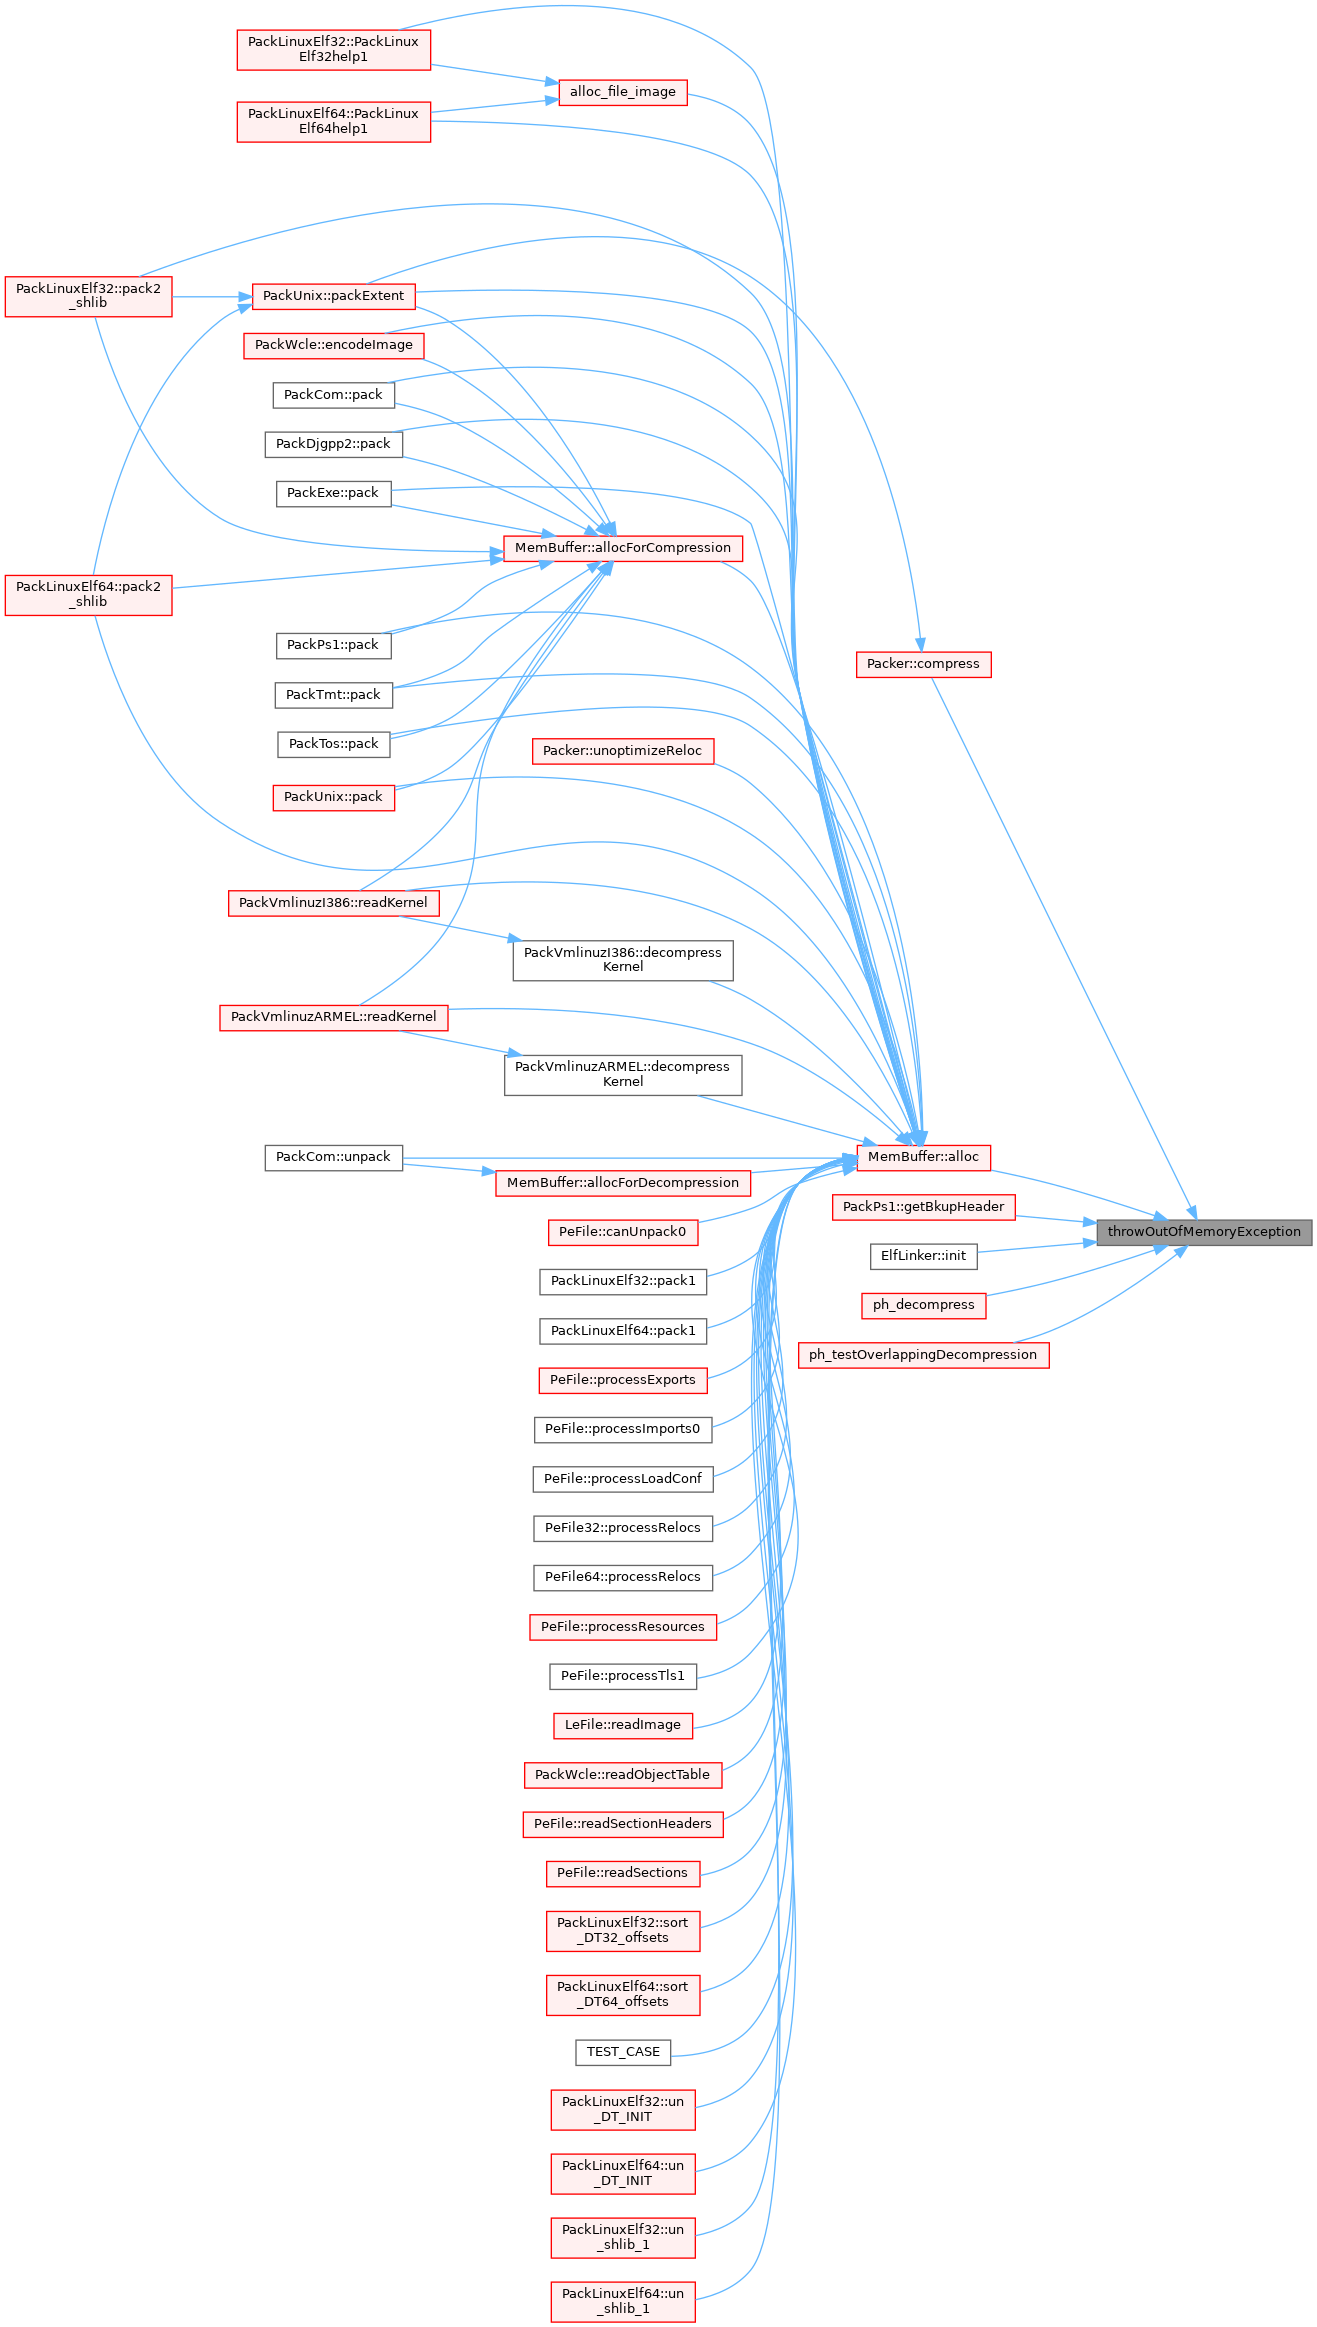 PackLinuxElf32::PackLinux
Elf32help1
alloc_file_image
PackLinuxElf64::PackLinux
Elf64help1
PackLinuxElf32::pack2
_shlib
PackUnix::packExtent
PackWcle::encodeImage
PackCom::pack
PackDjgpp2::pack
PackExe::pack
MemBuffer::allocForCompression
PackLinuxElf64::pack2
_shlib
PackPs1::pack
Packer::compress
PackTmt::pack
PackTos::pack
Packer::unoptimizeReloc
PackUnix::pack
PackVmlinuzI386::readKernel
PackVmlinuzI386::decompress
Kernel
PackVmlinuzARMEL::readKernel
PackVmlinuzARMEL::decompress
Kernel
PackCom::unpack
MemBuffer::alloc
MemBuffer::allocForDecompression
PackPs1::getBkupHeader
PeFile::canUnpack0
throwOutOfMemoryException
ElfLinker::init
PackLinuxElf32::pack1
ph_decompress
PackLinuxElf64::pack1
ph_testOverlappingDecompression
PeFile::processExports
PeFile::processImports0
PeFile::processLoadConf
PeFile32::processRelocs
PeFile64::processRelocs
PeFile::processResources
PeFile::processTls1
LeFile::readImage
PackWcle::readObjectTable
PeFile::readSectionHeaders
PeFile::readSections
PackLinuxElf32::sort
_DT32_offsets
PackLinuxElf64::sort
_DT64_offsets
TEST_CASE
PackLinuxElf32::un
_DT_INIT
PackLinuxElf64::un
_DT_INIT
PackLinuxElf32::un
_shlib_1
PackLinuxElf64::un
_shlib_1